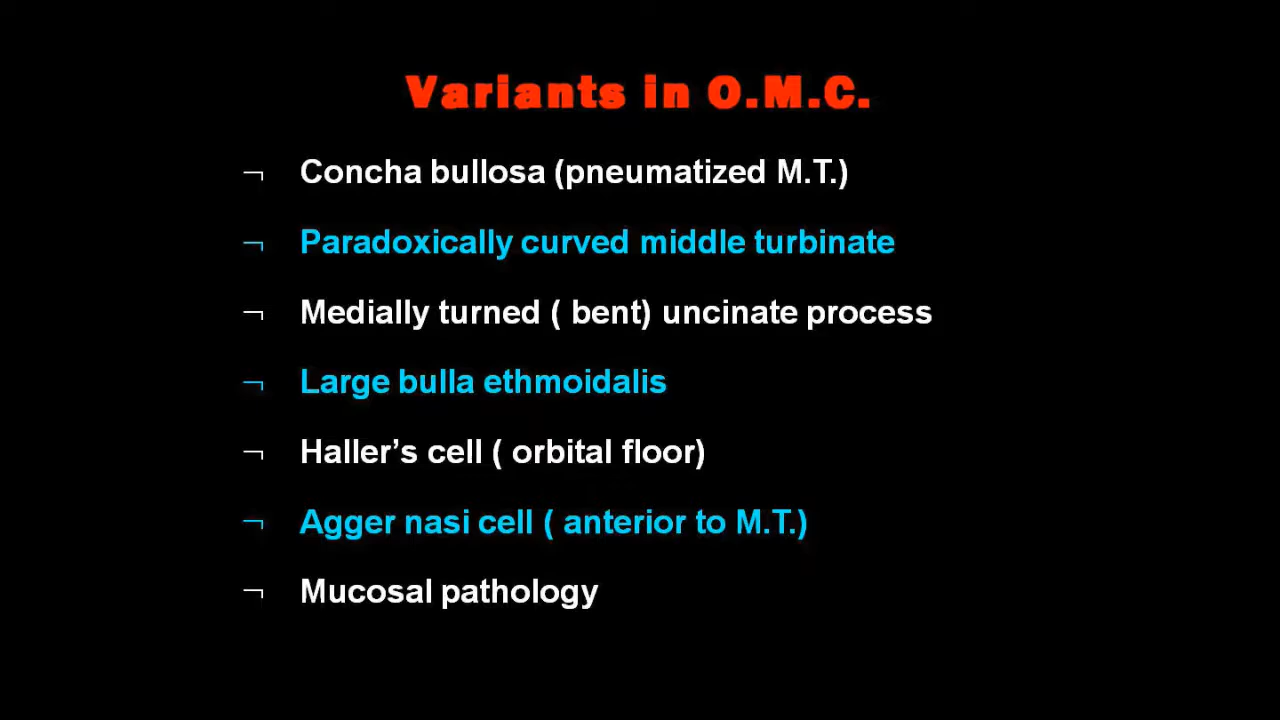 Variants in O.M.C.
¬ Concha bullosa (pneumatized M.T.)
¬ Paradoxically curved middle turbinate
¬ Medially turned ( bent) uncinate process
¬ Large bulla ethmoidalis
¬ Haller’s cell ( orbital floor)
¬ Agger nasi cell ( anterior to M.T.)
¬ Mucosal pathology